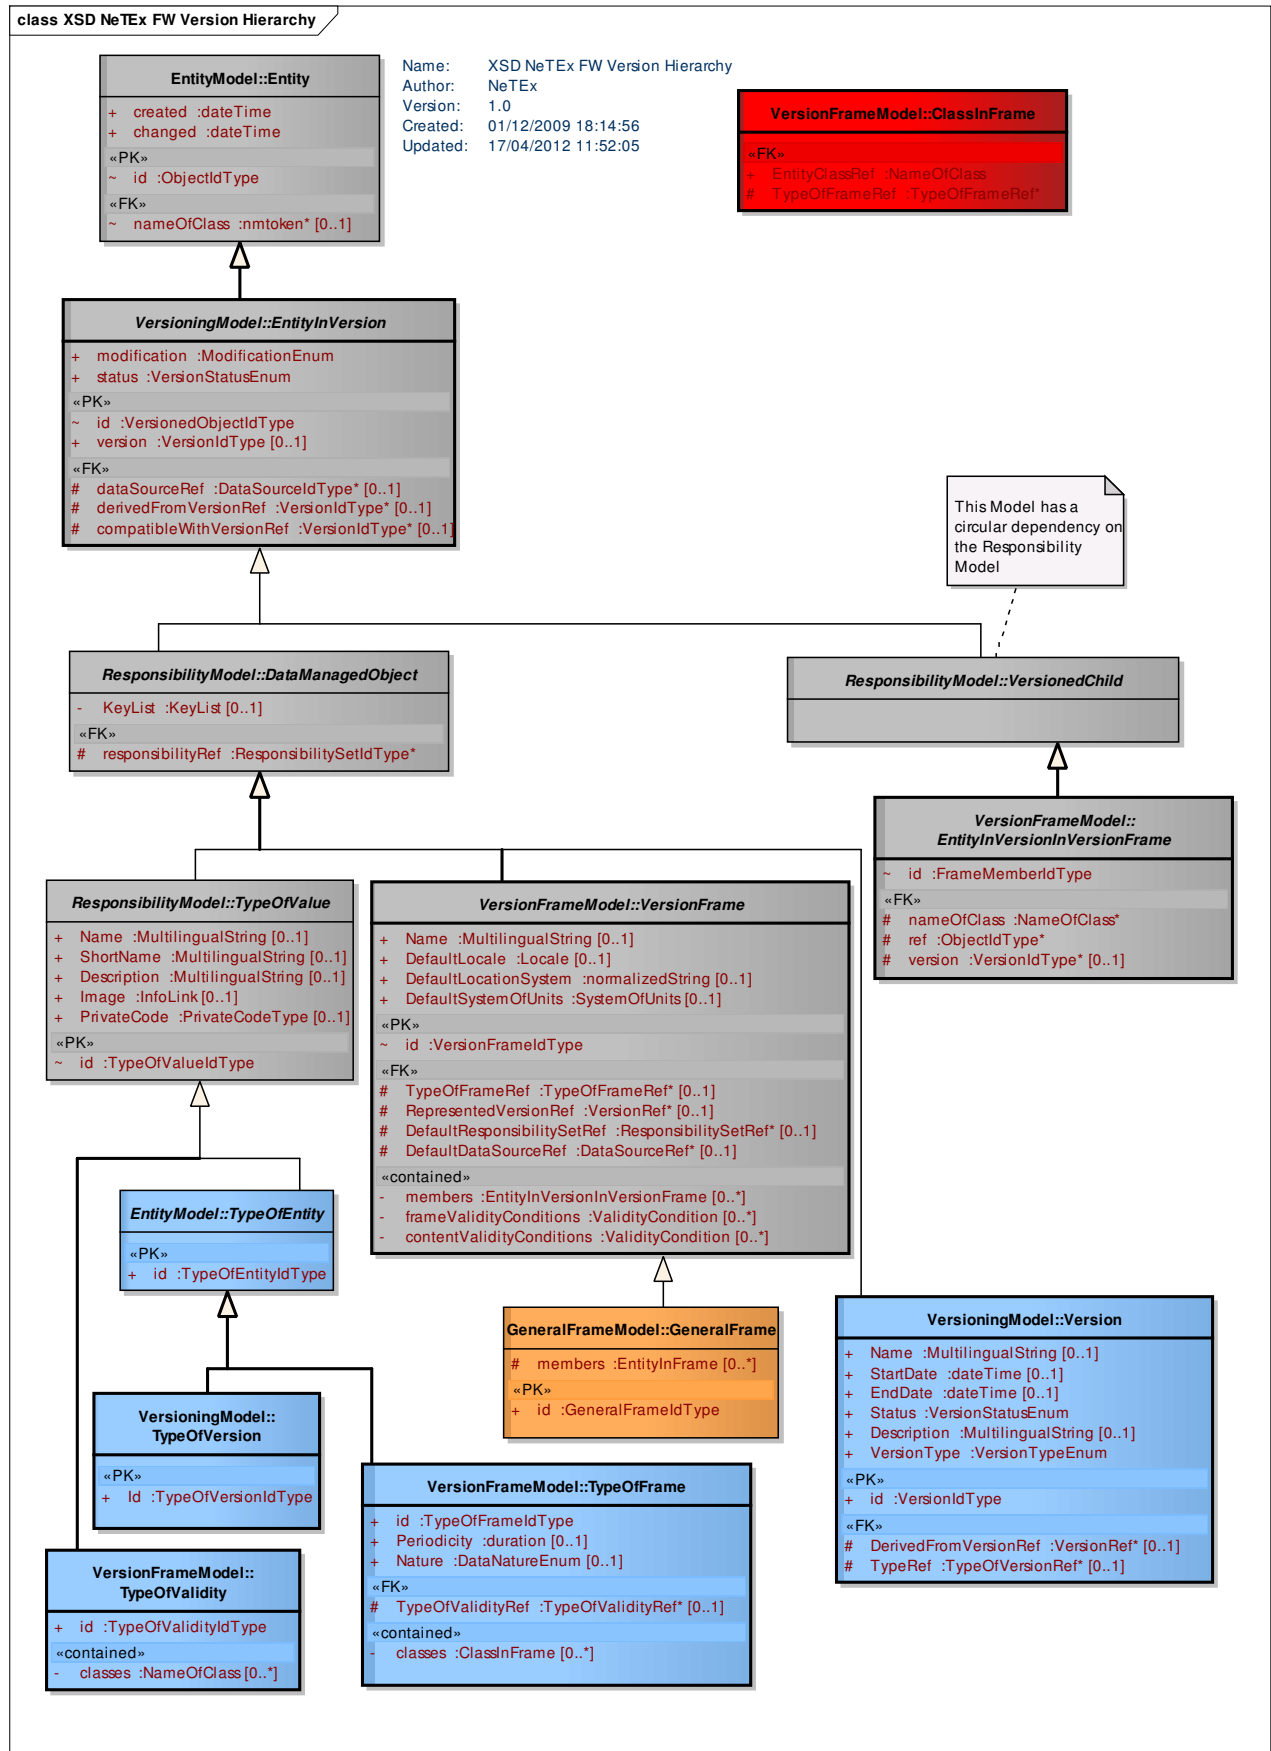 class XSD NeTEx FW Version Hierarchy
EntityModel::Entity
+ created :dateTime
+ changed :dateTime
«PK»
~ id :ObjectIdType
«FK»
~ nameOfClass :nmtoken* [0..1]
Name: XSD NeTEx FW Version Hierarchy
Author: NeTEx
Version: 1.0
Created: 01/12/2009 18:14:56
Updated: 17/04/2012 11:52:05
VersionFrameModel::ClassInFrame
«FK»
+ EntityClassRef :NameOfClass
# TypeOfFrameRef :TypeOfFrameRef*
VersioningModel::EntityInVersion
+ modification :ModificationEnum
+ status :VersionStatusEnum
«PK»
~ id :VersionedObjectIdType
+ version :VersionIdType [0..1]
«FK»
# dataSourceRef :DataSourceIdType* [0..1]
# derivedFromVersionRef :VersionIdType* [0..1]
# compatibleWithVersionRef :VersionIdType* [0..1]
This Model has a
circular dependency on
the Responsibility
Model
ResponsibilityModel::DataManagedObject
- KeyList :KeyList [0..1]
«FK»
# responsibilityRef :ResponsibilitySetIdType*
ResponsibilityModel::VersionedChild
VersionFrameModel::
EntityInVersionInVersionFrame
~ id :FrameMemberIdType
«FK»
# nameOfClass :NameOfClass*
# ref :ObjectIdType*
# version :VersionIdType* [0..1]
ResponsibilityModel::TypeOfValue
+ Name :MultilingualString [0..1]
+ ShortName :MultilingualString [0..1]
+ Description :MultilingualString [0..1]
+ Image :InfoLink [0..1]
+ PrivateCode :PrivateCodeType [0..1]
«PK»
~ id :TypeOfValueIdType
VersionFrameModel::VersionFrame
+ Name :MultilingualString [0..1]
+ DefaultLocale :Locale [0..1]
+ DefaultLocationSystem :normalizedString [0..1]
+ DefaultSystemOfUnits :SystemOfUnits [0..1]
«PK»
~ id :VersionFrameIdType
«FK»
# TypeOfFrameRef :TypeOfFrameRef* [0..1]
# RepresentedVersionRef :VersionRef* [0..1]
# DefaultResponsibilitySetRef :ResponsibilitySetRef* [0..1]
# DefaultDataSourceRef :DataSourceRef* [0..1]
«contained»
- members :EntityInVersionInVersionFrame [0..*]
- frameValidityConditions :ValidityCondition [0..*]
- contentValidityConditions :ValidityCondition [0..*]
EntityModel::TypeOfEntity
«PK»
+ id :TypeOfEntityIdType
GeneralFrameModel::GeneralFrame
# members :EntityInFrame [0..*]
«PK»
+ id :GeneralFrameIdType
VersioningModel::Version
+ Name :MultilingualString [0..1]
+ StartDate :dateTime [0..1]
+ EndDate :dateTime [0..1]
+ Status :VersionStatusEnum
+ Description :MultilingualString [0..1]
+ VersionType :VersionTypeEnum
«PK»
+ id :VersionIdType
«FK»
# DerivedFromVersionRef :VersionRef* [0..1]
# TypeRef :TypeOfVersionRef* [0..1]
VersioningModel::
TypeOfVersion
«PK»
+ Id :TypeOfVersionIdType
VersionFrameModel::TypeOfFrame
+ id :TypeOfFrameIdType
+ Periodicity :duration [0..1]
+ Nature :DataNatureEnum [0..1]
«FK»
# TypeOfValidityRef :TypeOfValidityRef* [0..1]
«contained»
- classes :ClassInFrame [0..*]
VersionFrameModel::
TypeOfValidity
+ id :TypeOfValidityIdType
«contained»
- classes :NameOfClass [0..*]